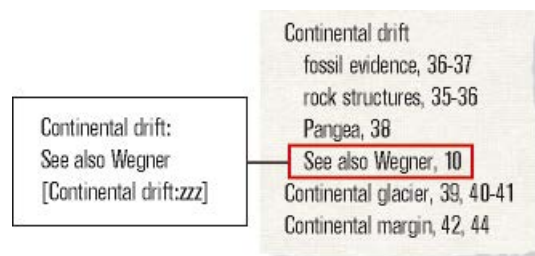 Continental drift:
See also Wegner
[Continental drift:zzz]
Continental drift
fossil evidence, 36-37
rock structures, 35-36
Pangea, 38
See also Wegner, 10
Continental glacier, 39, 40-41
Continental margin, 42, 44